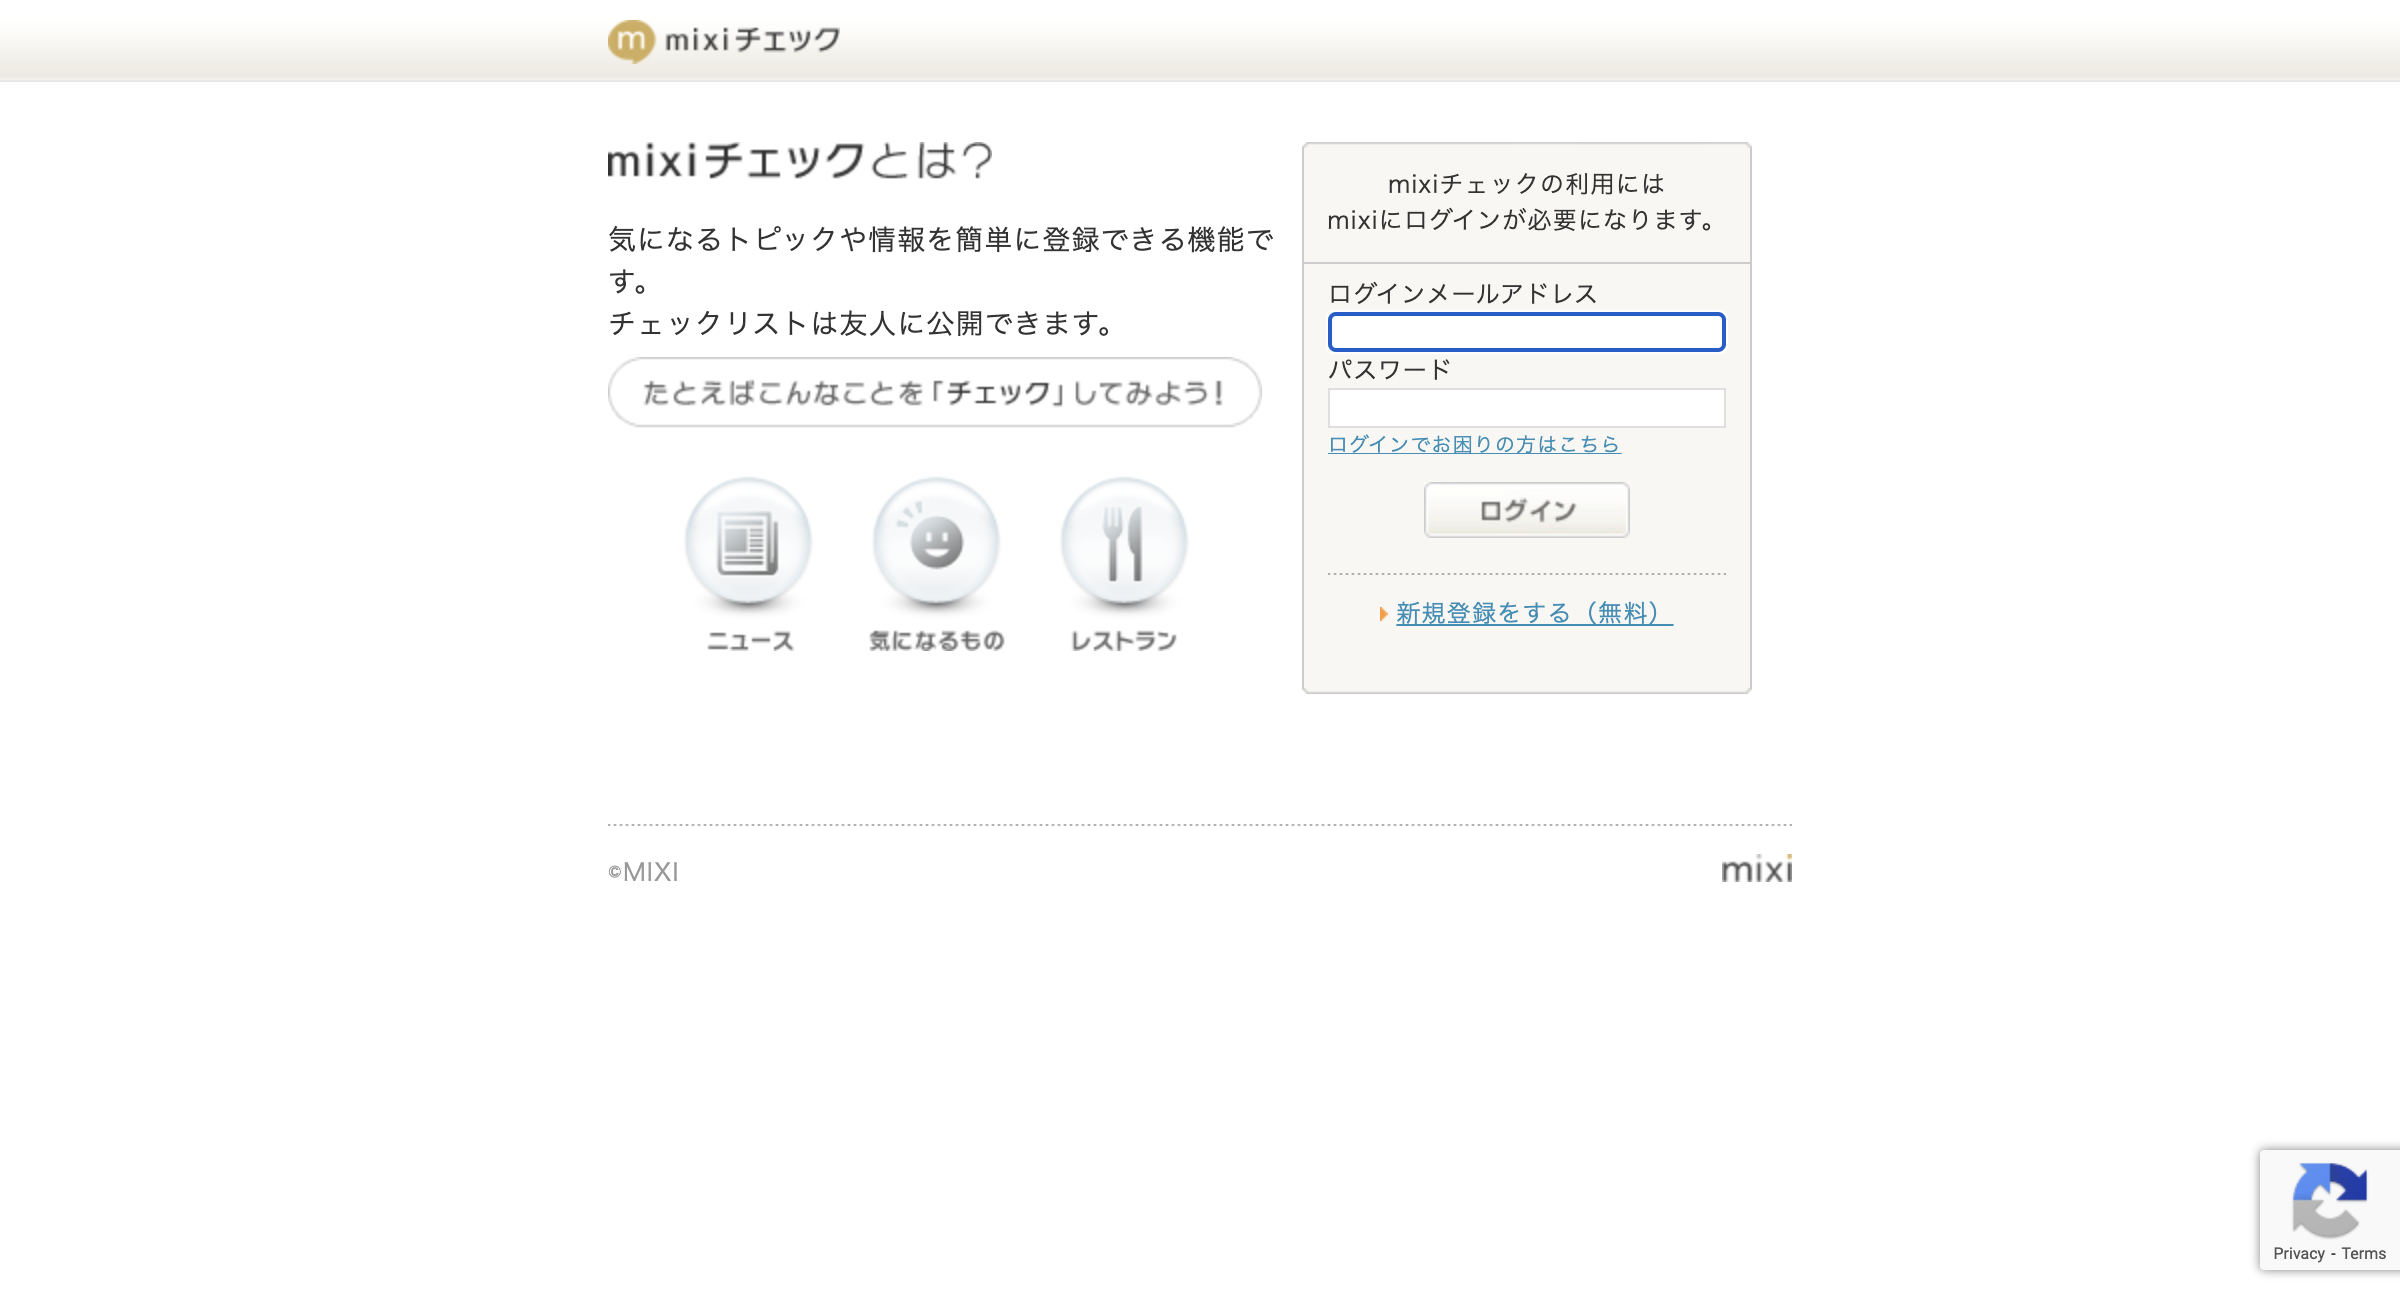 m mixiチェック
mixiチェックとは？
気になるトピックや情報を簡単に登録できる機能で
す。
チェックリストは友人に公開できます。
たとえばこんなことを「チェック」してみよう！
ニュース
気になるもの
レストラン
mixiチェックの利用には
mixiにログインが必要になります。
ログインメールアドレス
パスワード
ログインでお困りの方はこちら
ログイン
新規登録をする（無料）
©MIXI
mixi
Privacy - Terms